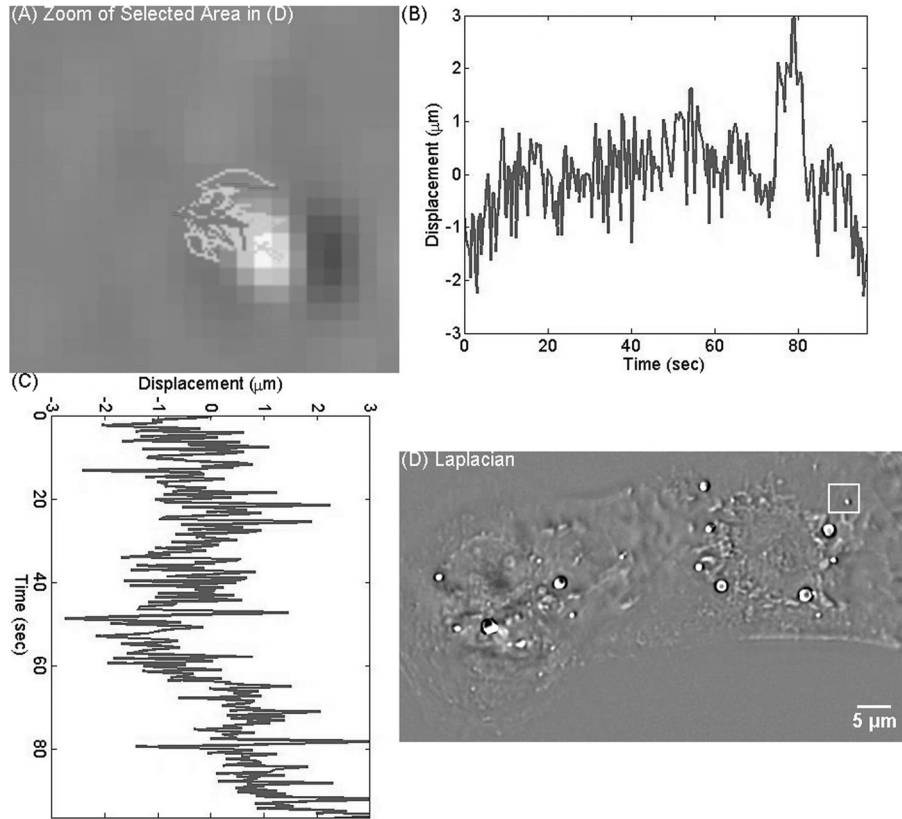 (A) Zoom of Selected Area in (D)
(B)
Displacement (μm)
3
2
1
0
-1
-2
-3
0 20 40 60 80
Time (sec)
(C)
Displacement (μm)
-3 -2 -1 0 1 2 3
Time (sec)
0
20
40
60
80
(D) Laplacian
5 μm